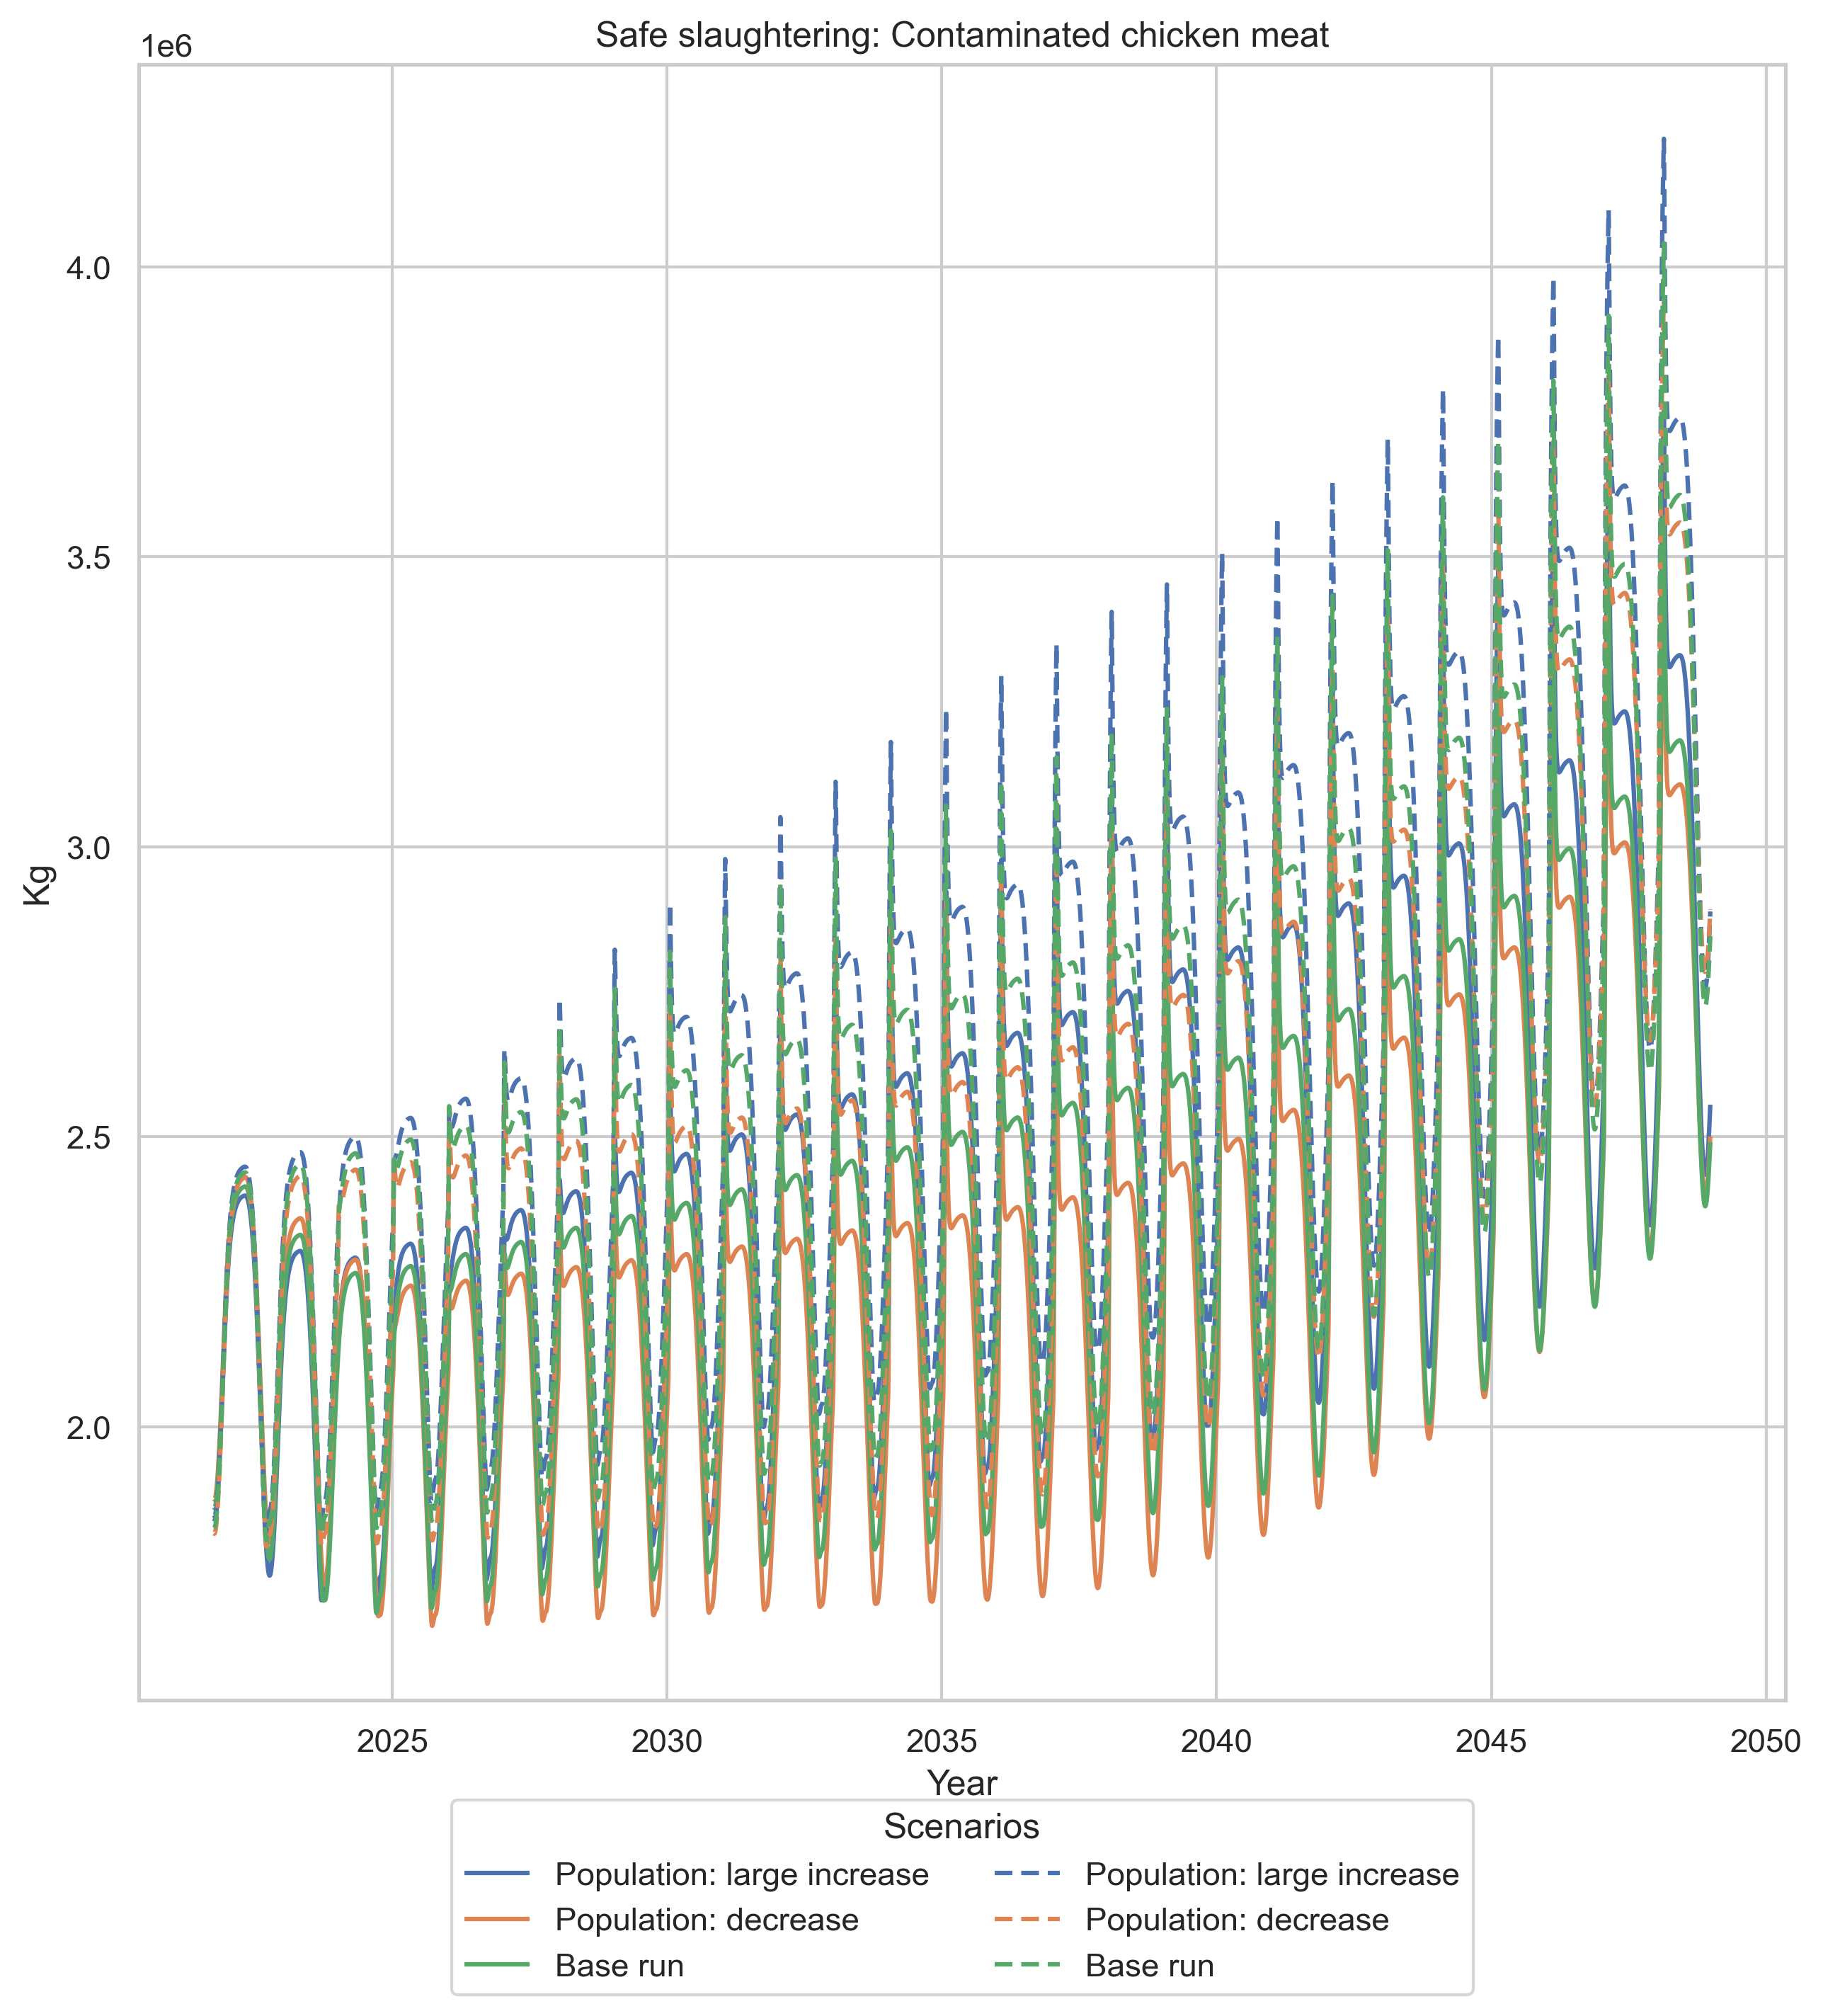 Safe slaughtering: Contaminated chicken meat
1e6
4.0
3.5
3.0
2.5
2.0
Kg
2025 2030 2035 2040 2045 2050
Year
Scenarios
Population: large increase Population: large increase
Population: decrease Population: decrease
Base run Base run